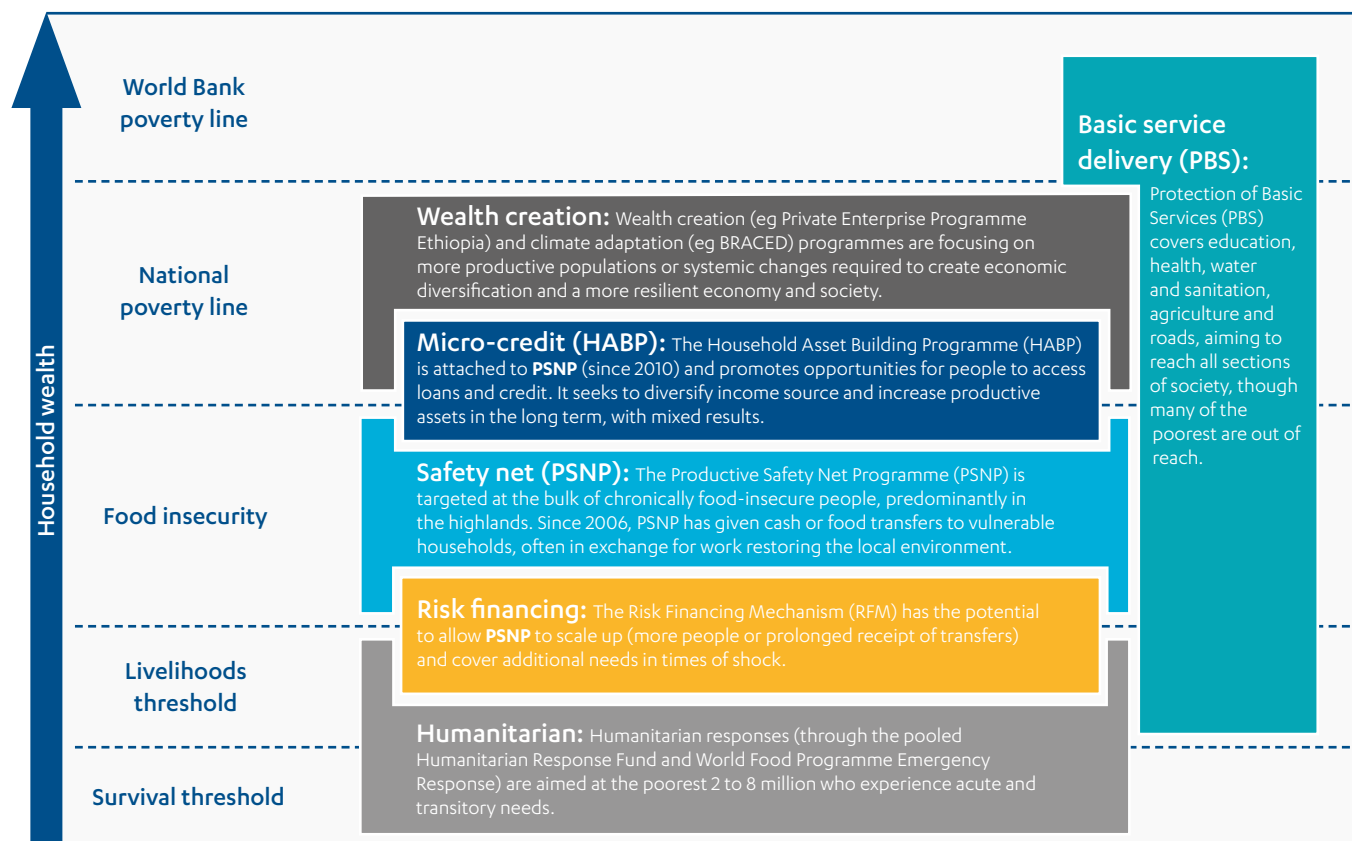 World Bank
poverty line
National
poverty line
Food insecurity
Livelihoods
threshold
Survival threshold
Household wealth
Wealth creation: Wealth creation (eg Private Enterprise Programme
Ethiopia) and climate adaptation (eg BRACED) programmes are focusing on
more productive populations or systemic changes required to create economic
diversification and a more resilient economy and society.
Micro-credit (HABP): The Household Asset Building Programme (HABP)
is attached to PSNP (since 2010) and promotes opportunities for people to access
loans and credit. It seeks to diversify income source and increase productive
assets in the long term, with mixed results.
Safety net (PSNP): The Productive Safety Net Programme (PSNP) is
targeted at the bulk of chronically food-insecure people, predominantly in
the highlands. Since 2006, PSNP has given cash or food transfers to vulnerable
households, often in exchange for work restoring the local environment.
Risk financing: The Risk Financing Mechanism (RFM) has the potential
to allow PSNP to scale up (more people or prolonged receipt of transfers)
and cover additional needs in times of shock.
Humanitarian: Humanitarian responses (through the pooled
Humanitarian Response Fund and World Food Programme Emergency
Response) are aimed at the poorest 2 to 8 million who experience acute and
transitory needs.
Basic service
delivery (PBS):
Protection of Basic
Services (PBS)
covers education,
health, water
and sanitation,
agriculture and
roads, aiming to
reach all sections
of society, though
many of the
poorest are out of
reach.